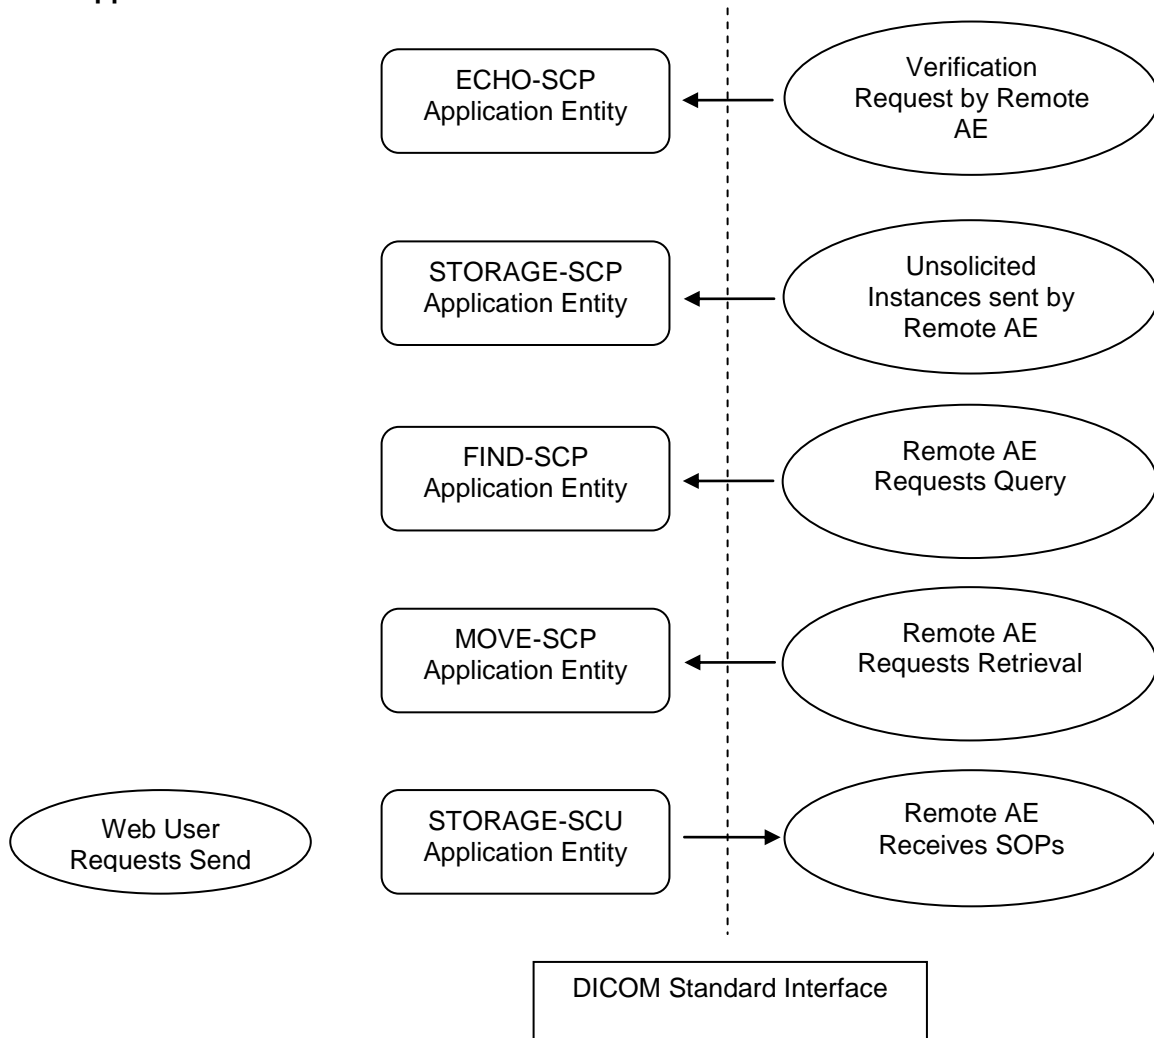 ECHO-SCP
Application Entity
Verification
Request by Remote
AE
STORAGE-SCP
Application Entity
Unsolicited
Instances sent by
Remote AE
FIND-SCP
Application Entity
Remote AE
Requests Query
MOVE-SCP
Application Entity
Remote AE
Requests Retrieval
Web User
Requests Send
STORAGE-SCU
Application Entity
Remote AE
Receives SOPs
DICOM Standard Interface